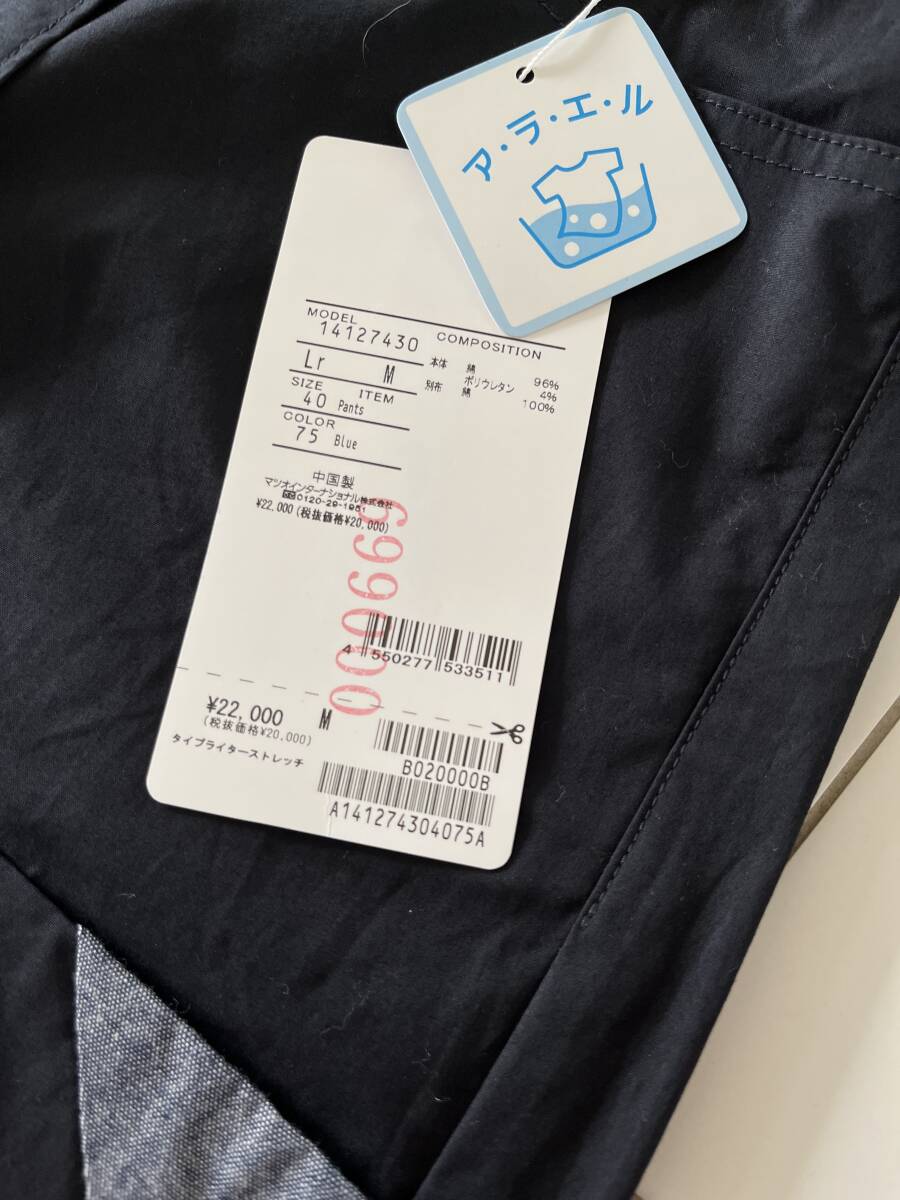 ア・ラ・エ・ル
MODEL
14127430
Lr M
SIZE ITEM
40 Pants
COLOR
75 Blue
COMPOSITION
本体 綿 96%
ポリウレタン 4%
別布 綿 100%
中国製
マツオインターナショナル株式会社
0120-29-1951
¥22,000(税抜価格¥20,000)
000669
4 550277 533511
¥22,000 M
(税抜価格¥20,000)
タイプライターストレッチ
B020000B
A141274304075A